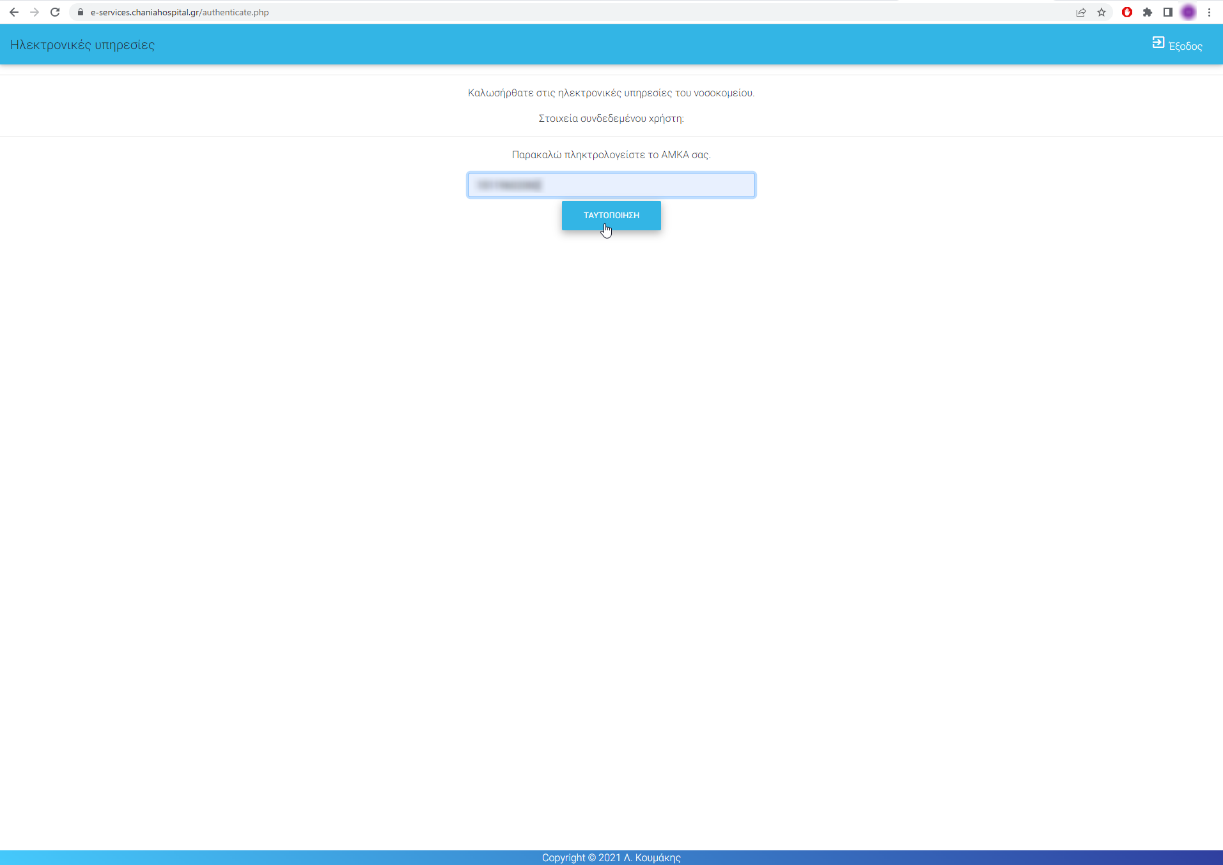 e-services.chaniahospital.gr/authenticate.php
Ηλεκτρονικές υπηρεσίες
Έξοδος
Καλωσήρθατε στις ηλεκτρονικές υπηρεσίες του νοσοκομείου.
Στοιχεία συνδεδεμένου χρήστη:
Παρακαλώ πληκτρολογείστε το ΑΜΚΑ σας.
ΤΑΥΤΟΠΟΙΗΣΗ
Copyright © 2021 Λ. Κουμάκης